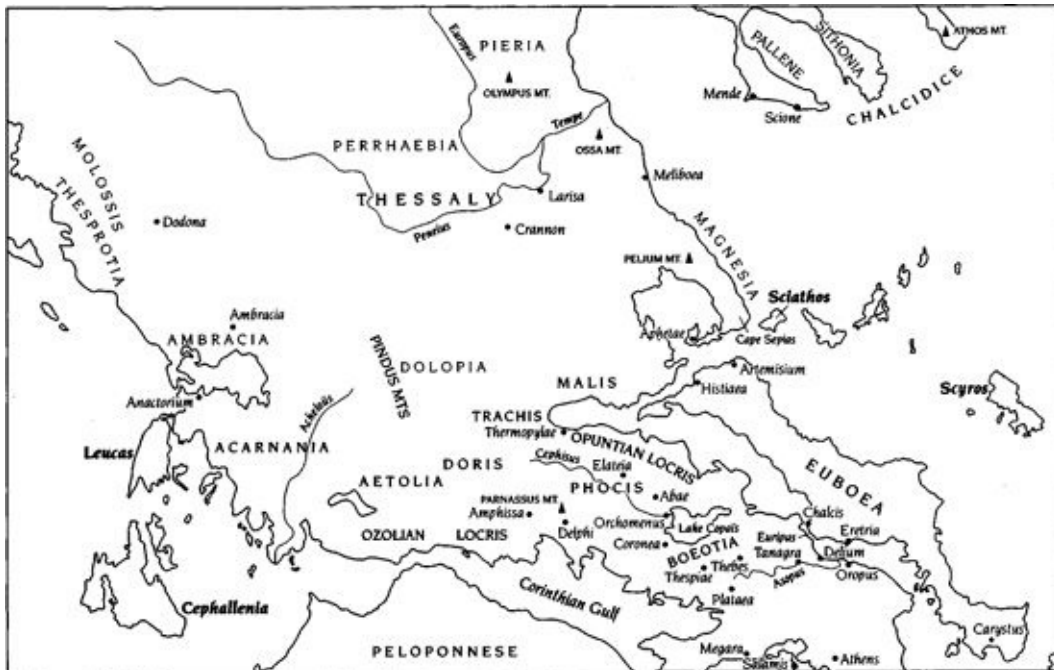 Europus
PIERIA
OLYMPUS MT.
PALLENE
SITHONIA
ATHOS MT.
Mende
Scione
CHALCIDICE
Tempe
OSSA MT.
PERRHAEBIA
MOLOSSIS
THESPROTIA
THESSALY
Larisa
Meliboea
Dodona
Peneius
Crannon
MAGNESIA
PELIUM MT.
Sciathos
Ambracia
AMBRACIA
Aphetae
Cape Sepias
PINDUS MTS
DOLOPIA
Artemisium
MALIS
Histiaea
Scyros
Anactorium
Acheloüs
TRACHIS
Thermopylae
OPUNTIAN LOCRIS
Leucas
ACARNANIA
DORIS
Cephisus
Elateia
EUBOEA
AETOLIA
PHOCIS
Abae
PARNASSUS MT.
Amphissa
Delphi
Orchomenus
Lake Copais
Chalcis
Eretria
OZOLIAN LOCRIS
Coronea
BOEOTIA
Euripus
Tanagra
Delium
Thebes
Thespiae
Asopus
Oropus
Plataea
Cephallenia
Corinthian Gulf
Carystus
PELOPONNESE
Megara
Salamis
Athens